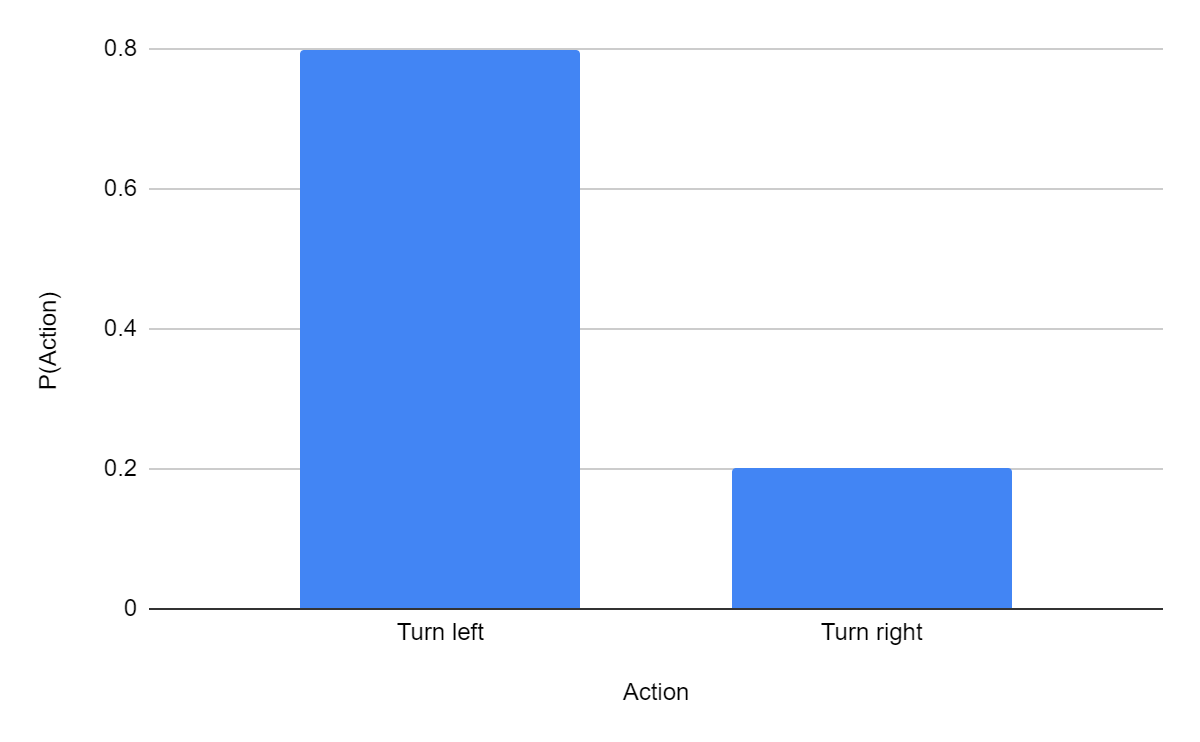 0.8
0.6
0.4
0.2
0
P(Action)
Turn left
Turn right
Action